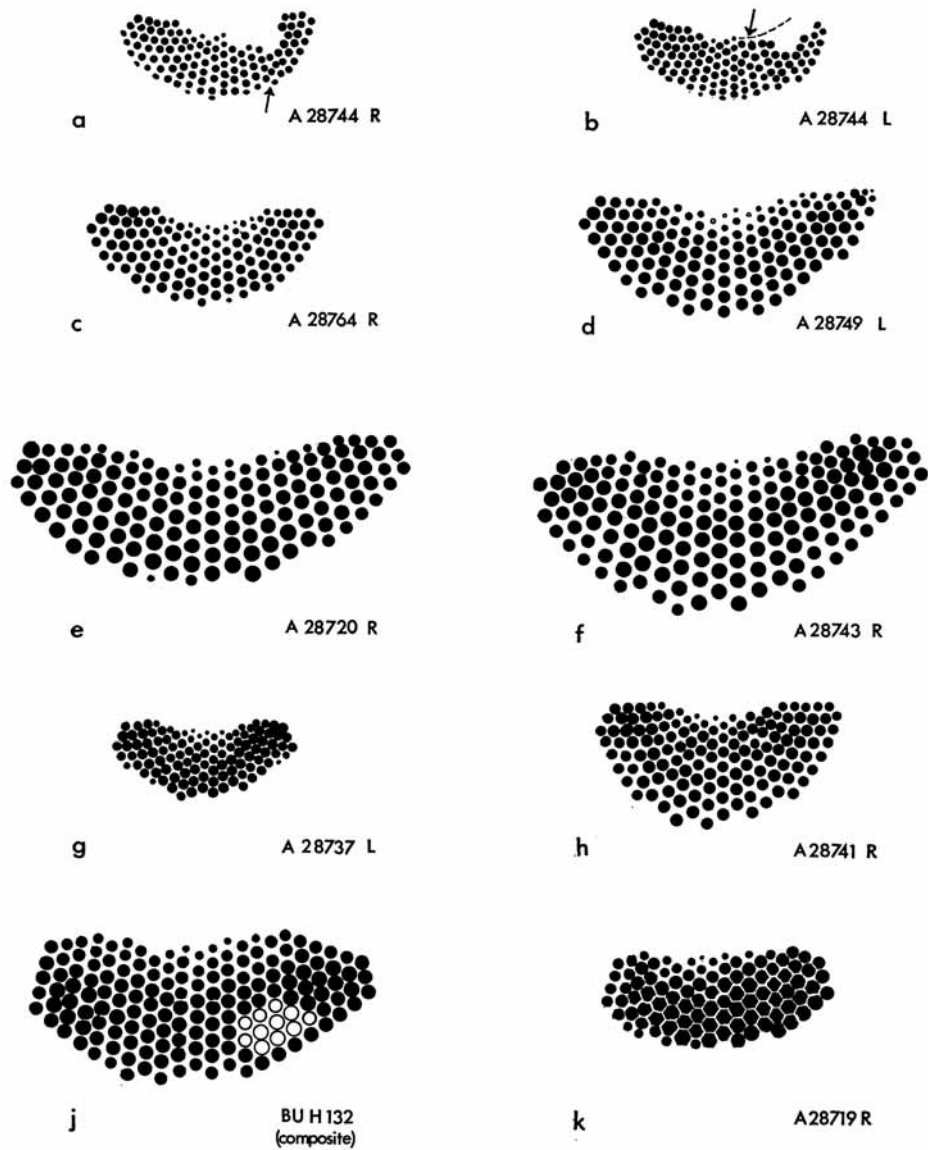 a A 28744 R
b A 28744 L
c A 28764 R
d A 28749 L
e A 28720 R
f A 28743 R
g A 28737 L
h A 28741 R
j BU H 132
(composite)
k A 28719 R